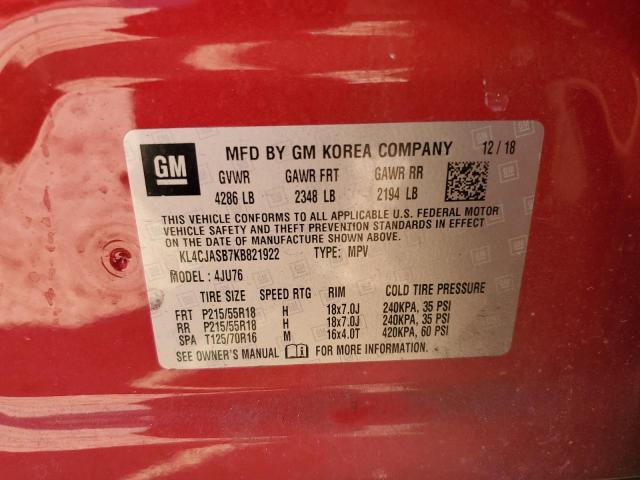 GM
MFD BY GM KOREA COMPANY 12/18
GVWR GAWR FRT GAWR RR
4286 LB 2348 LB 2194 LB
THIS VEHICLE CONFORMS TO ALL APPLICABLE U.S. FEDERAL MOTOR
VEHICLE SAFETY AND THEFT PREVENTION STANDARDS IN EFFECT
ON THE DATE OF MANUFACTURE SHOWN ABOVE.
KL4CJASB7KB821922 TYPE: MPV
MODEL: 4JU76
TIRE SIZE SPEED RTG RIM COLD TIRE PRESSURE
FRT P215/55R18 H 18x7.0J 240KPA, 35 PSI
RR P215/55R18 H 18x7.0J 240KPA, 35 PSI
SPA T125/70R16 M 16x4.0T 420KPA, 60 PSI
SEE OWNER'S MANUAL FOR MORE INFORMATION.